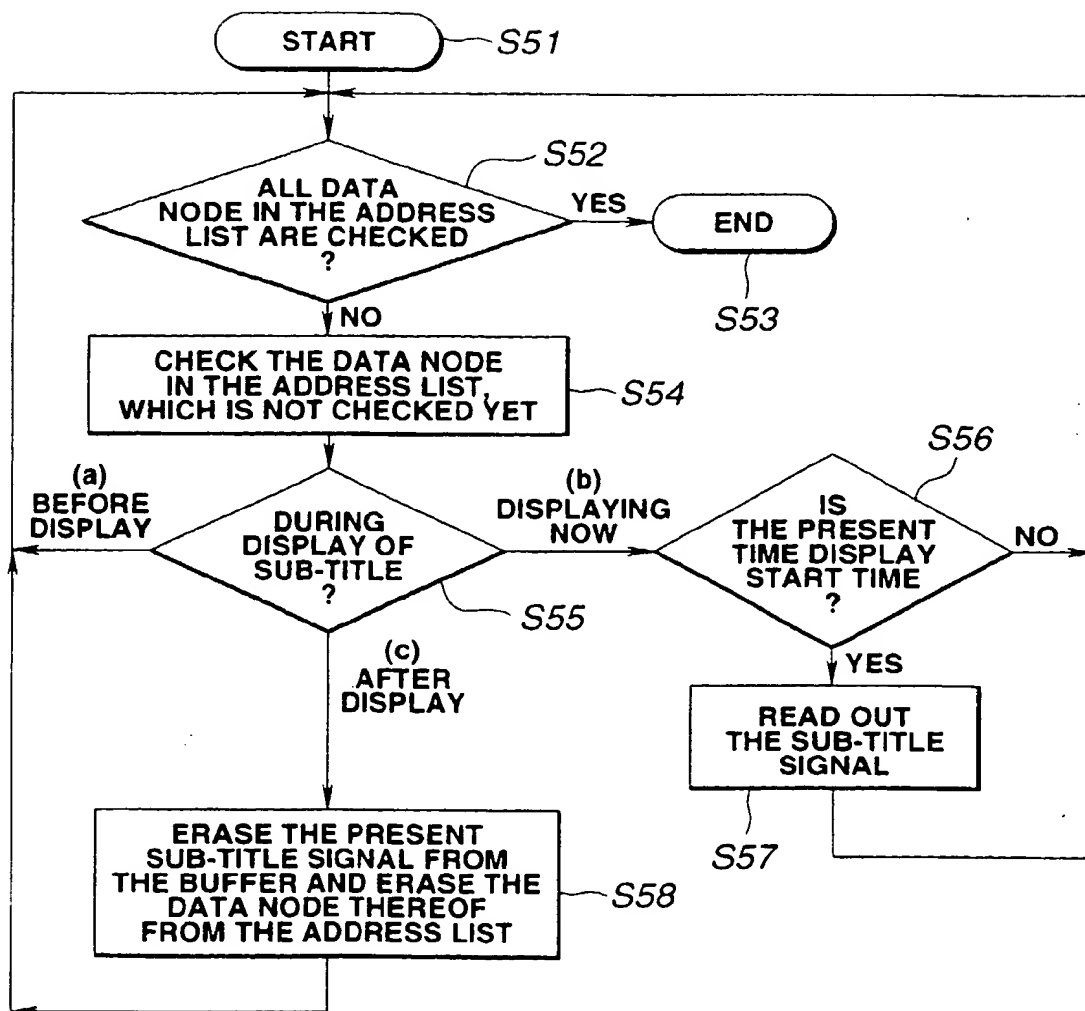 START
S51
S52
ALL DATA
NODE IN THE ADDRESS
LIST ARE CHECKED
?
YES
END
S53
NO
CHECK THE DATA NODE
IN THE ADDRESS LIST,
WHICH IS NOT CHECKED YET
S54
(a)
BEFORE
DISPLAY
DURING
DISPLAY OF
SUB-TITLE
?
S55
(b)
DISPLAYING
NOW
S56
IS
THE PRESENT
TIME DISPLAY
START TIME
?
NO
YES
READ OUT
THE SUB-TITLE
SIGNAL
S57
(c)
AFTER
DISPLAY
ERASE THE PRESENT
SUB-TITLE SIGNAL FROM
THE BUFFER AND ERASE THE
DATA NODE THEREOF
FROM THE ADDRESS LIST
S58